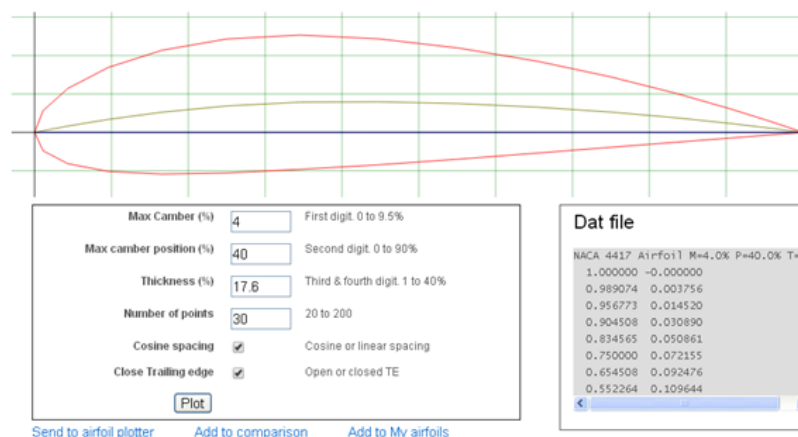 Max Camber (%) 4 First digit. 0 to 9.5%
Max camber position (%) 40 Second digit. 0 to 90%
Thickness (%) 17.6 Third & fourth digit. 1 to 40%
Number of points 30 20 to 200
Cosine spacing Cosine or linear spacing
Close Trailing edge Open or closed TE
Plot
Send to airfoil plotter Add to comparison Add to My airfoils
Dat file
NACA 4417 Airfoil M=4.0% P=40.0% T=
1.000000 -0.000000
0.989074 0.003756
0.956773 0.014520
0.904508 0.030890
0.834565 0.050861
0.750000 0.072155
0.654508 0.092476
0.552264 0.109644